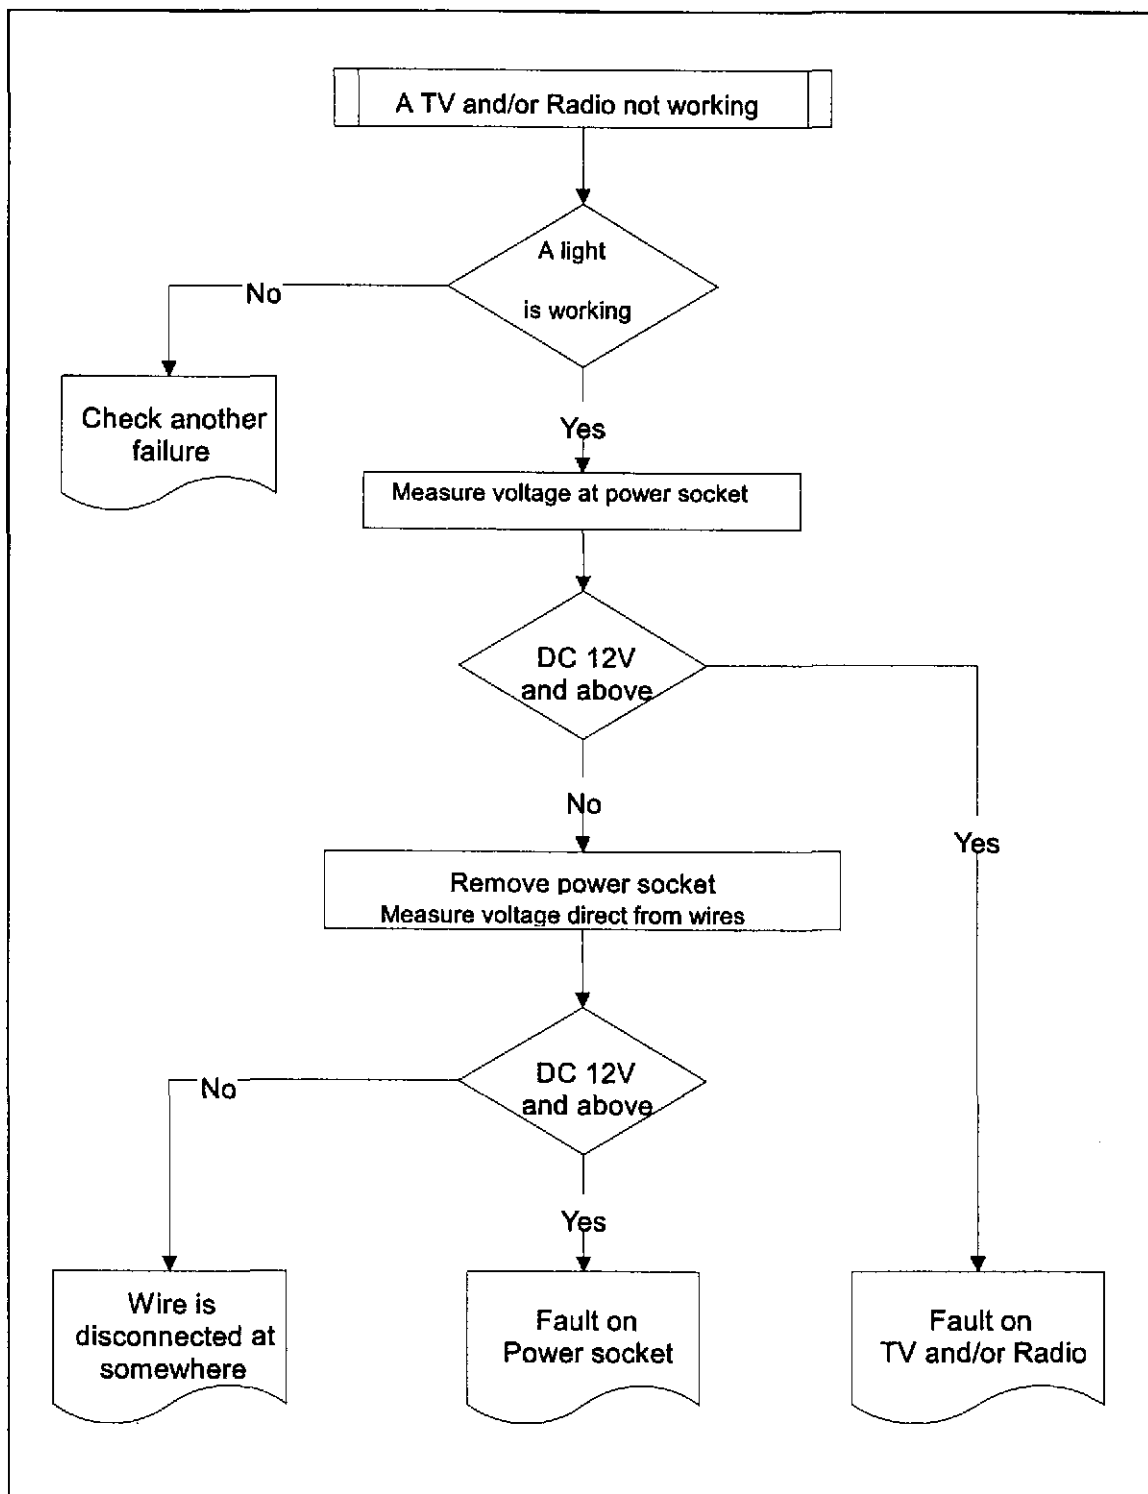 A TV and/or Radio not working
A light
is working
No
Check another
failure
Yes
Measure voltage at power socket
DC 12V
and above
No
Yes
Remove power socket
Measure voltage direct from wires
DC 12V
and above
No
Yes
Wire is
disconnected at
somewhere
Fault on
Power socket
Fault on
TV and/or Radio